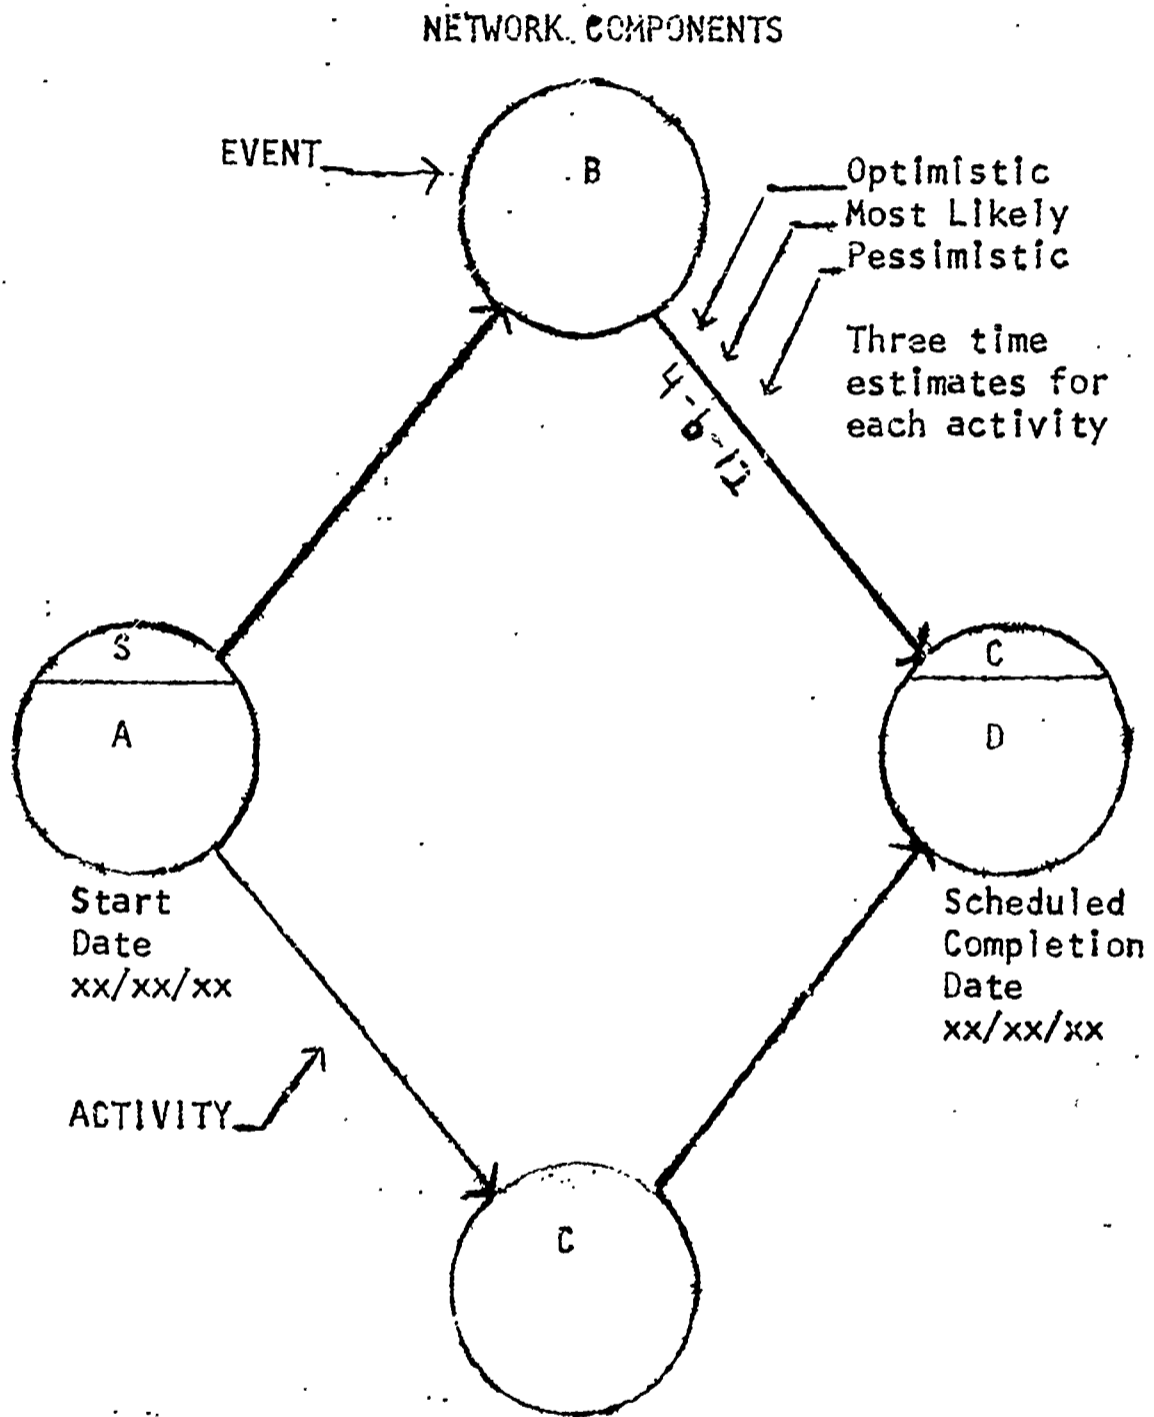 NETWORK COMPONENTS
EVENT
B
Optimistic
Most Likely
Pessimistic
Three time
estimates for
each activity
4-6-12
S
A
C
D
Start
Date
xx/xx/xx
Scheduled
Completion
Date
xx/xx/xx
ACTIVITY
C